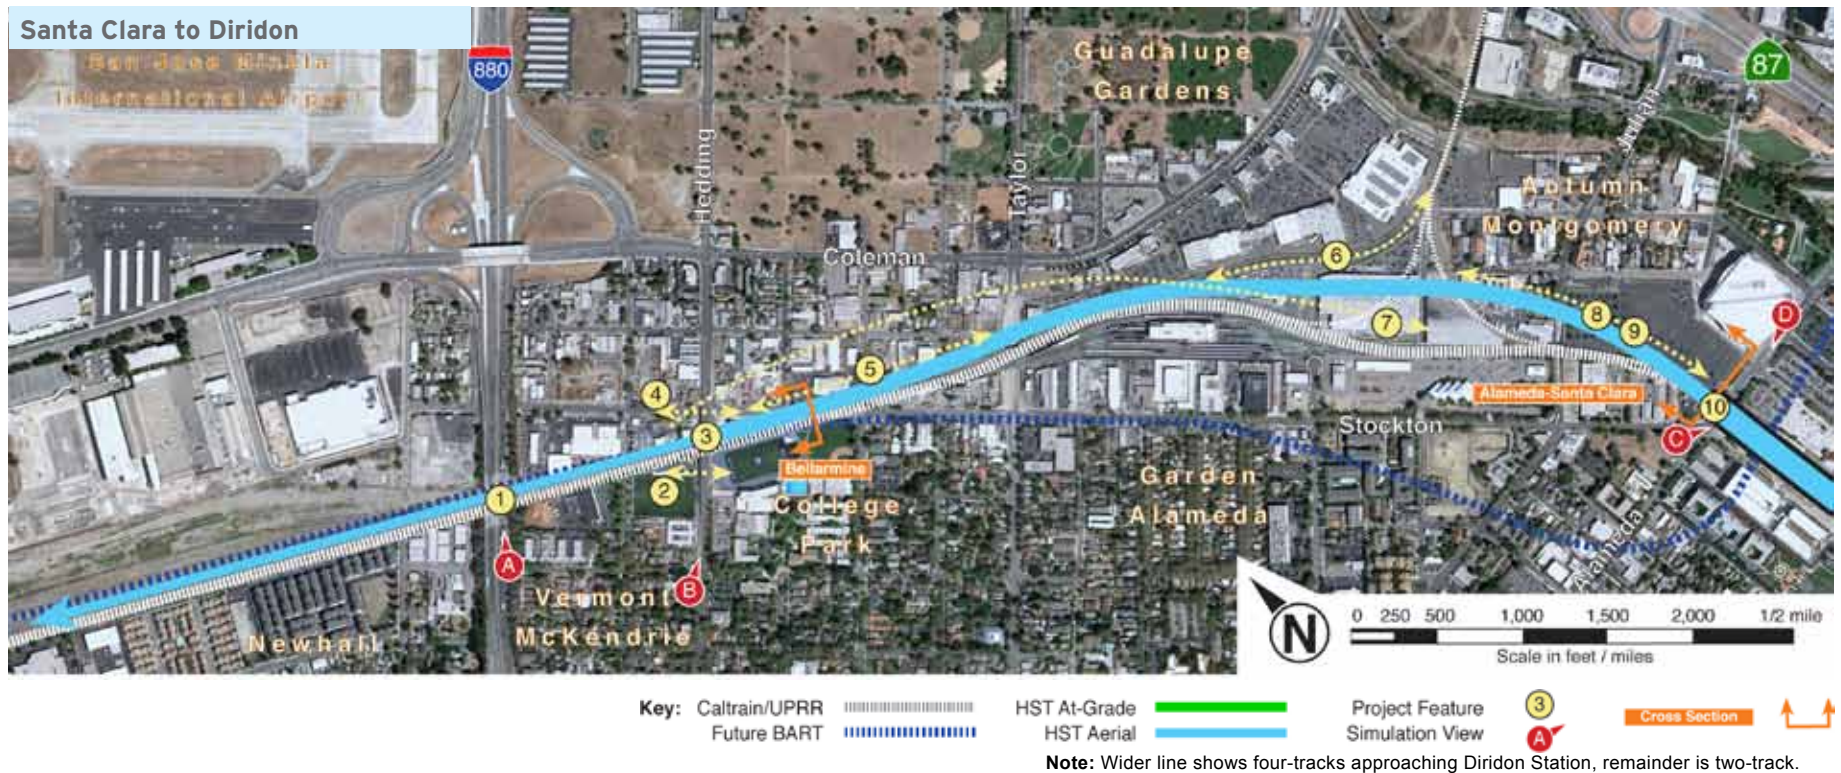 Santa Clara to Diridon
San Jose Mineta
International Airport
880
Guadalupe
Gardens
87
Hedding
Taylor
Julian
Autumn
Montgomery
Coleman
6
8
9
7
D
5
4
Alameda-Santa Clara
10
3
Stockton
C
Bellarmine
2
1
College
Park
Garden
Alameda
Alameda
A
B
Vermont
McKendrie
Newhall
N
0 250 500 1,000 1,500 2,000 1/2 mile
Scale in feet / miles
Key: Caltrain/UPRR HST At-Grade Project Feature 3 Cross Section
Future BART HST Aerial Simulation View A
Note: Wider line shows four-tracks approaching Diridon Station, remainder is two-track.